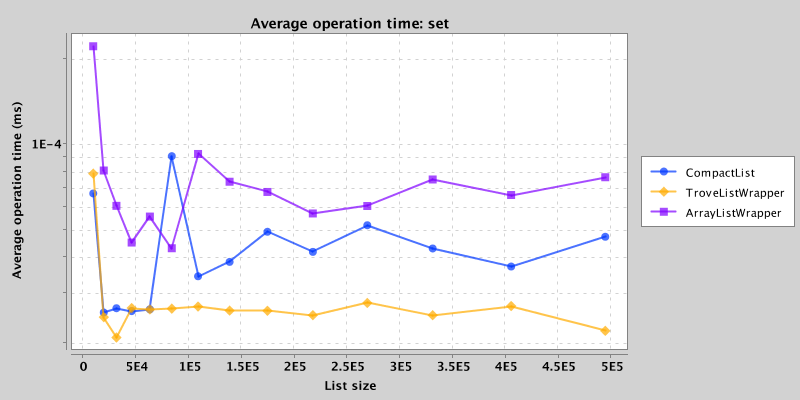 Average operation time: set
Average operation time (ms)
1E-4
0 5E4 1E5 1.5E5 2E5 2.5E5 3E5 3.5E5 4E5 4.5E5 5E5
List size
CompactList
TroveListWrapper
ArrayListWrapper